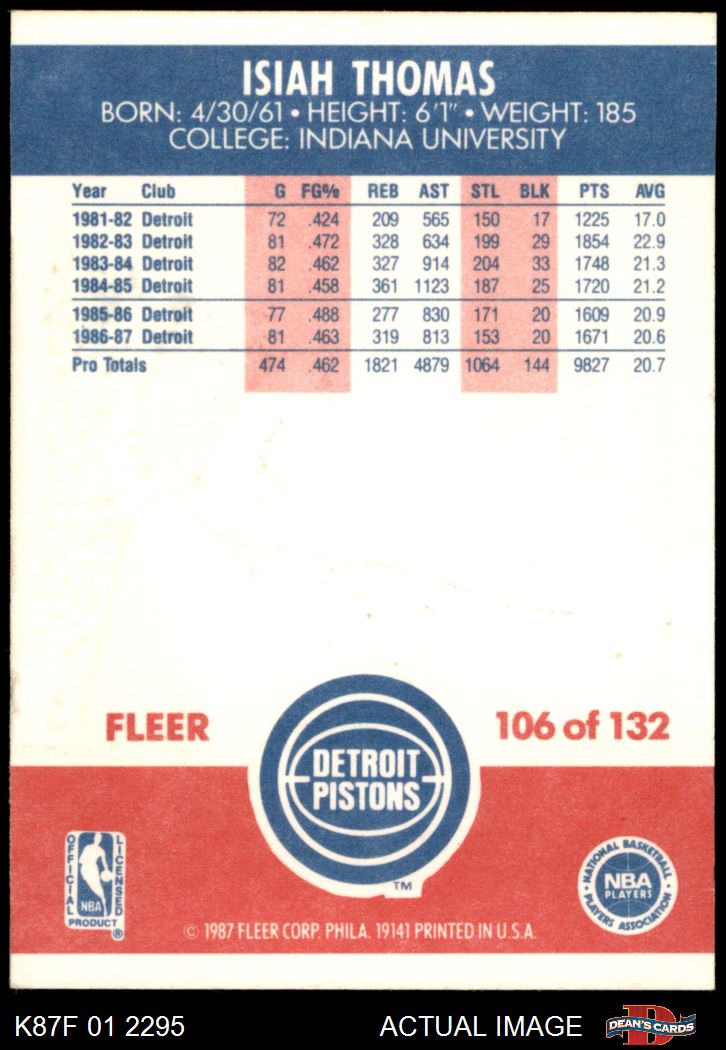 ISIAH THOMAS
BORN: 4/30/61 • HEIGHT: 6'1" • WEIGHT: 185
COLLEGE: INDIANA UNIVERSITY
Year Club G FG% REB AST STL BLK PTS AVG
1981-82 Detroit 72 .424 209 565 150 17 1225 17.0
1982-83 Detroit 81 .472 328 634 199 29 1854 22.9
1983-84 Detroit 82 .462 327 914 204 33 1748 21.3
1984-85 Detroit 81 .458 361 1123 187 25 1720 21.2
1985-86 Detroit 77 .488 277 830 171 20 1609 20.9
1986-87 Detroit 81 .463 319 813 153 20 1671 20.6
Pro Totals 474 .462 1821 4879 1064 144 9827 20.7
FLEER
106 of 132
DETROIT
PISTONS
TM
OFFICIAL
LICENSED
NBA
PRODUCT ®
NATIONAL BASKETBALL
NBA
PLAYERS
PLAYERS ASSOCIATION
© 1987 FLEER CORP. PHILA. 19141 PRINTED IN U.S.A.
K87F 01 2295
ACTUAL IMAGE
D
DEAN'S CARDS